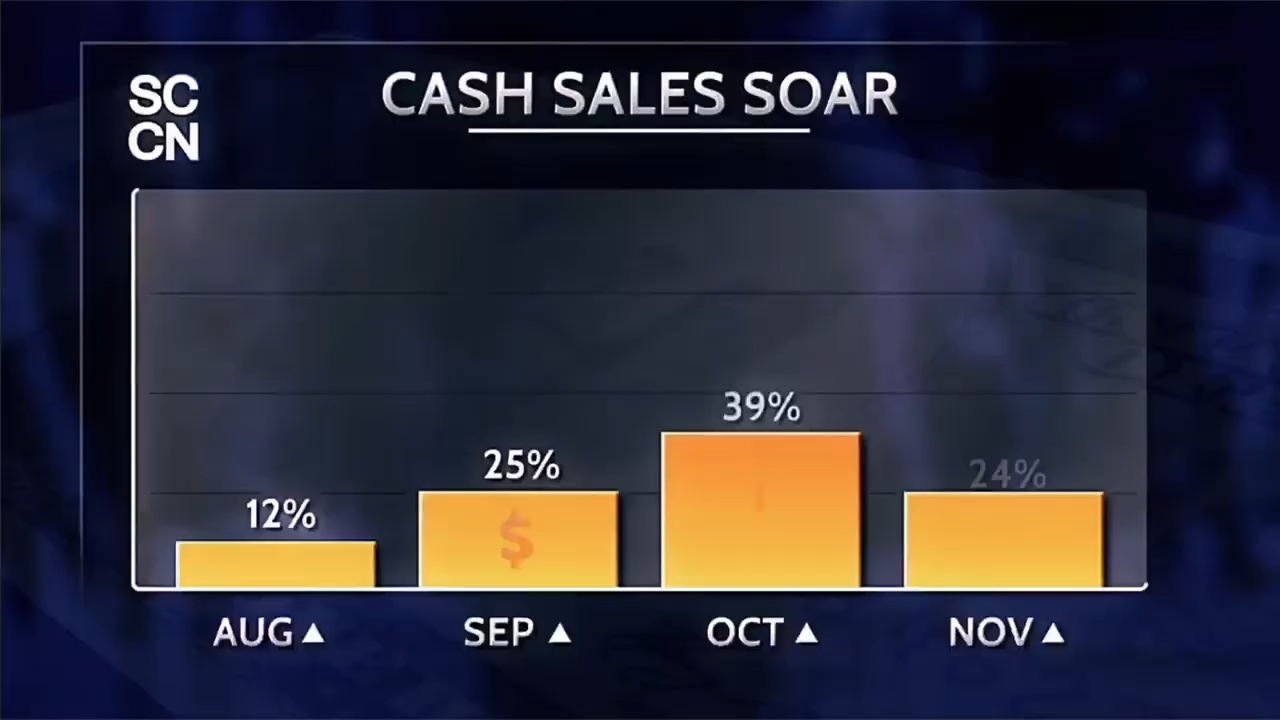 SC
CN
CASH SALES SOAR
39%
25%
24%
12%
$
AUG▲
SEP ▲
OCT ▲
NOV▲